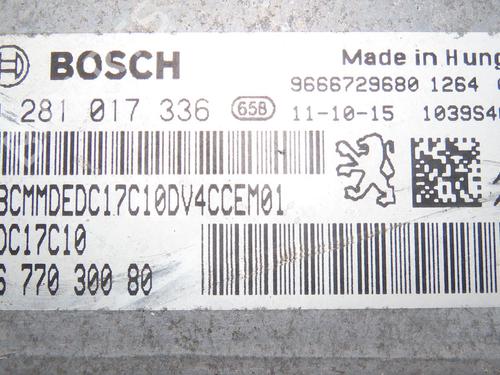 BOSCH
Made in Hung
9666729680 1264
281 017 336 65B 11-10-15 1039S40
BCMMDEDC17C10DV4CCEM01
DC17C10
6 770 300 80